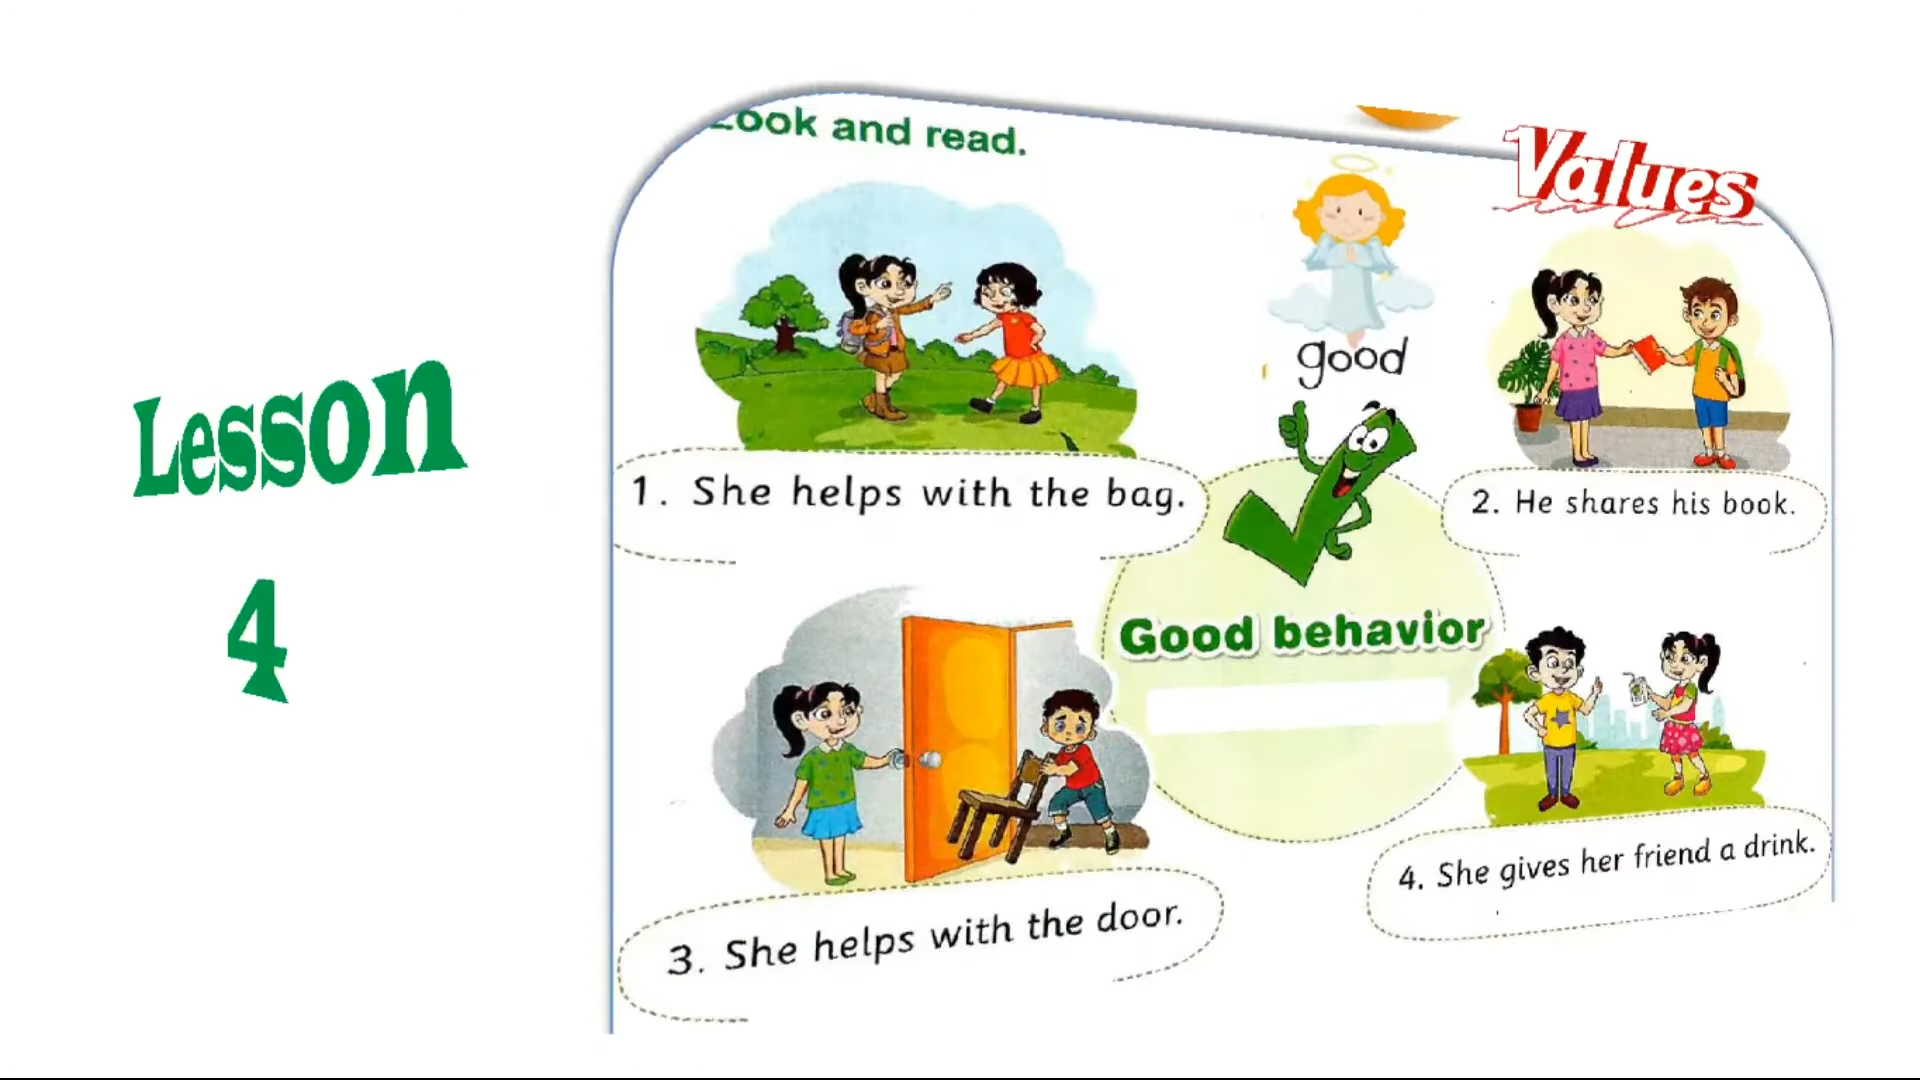 Lesson
4
Look and read.
Values
good
1. She helps with the bag.
2. He shares his book.
Good behavior
3. She helps with the door.
4. She gives her friend a drink.